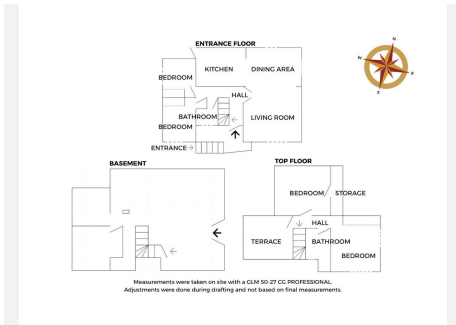 ENTRANCE FLOOR
KITCHEN DINING AREA
BEDROOM
HALL
BATHROOM
LIVING ROOM
BEDROOM
ENTRANCE
BASEMENT
TOP FLOOR
BEDROOM STORAGE
HALL
TERRACE BATHROOM
BEDROOM
Measurements were taken on site with a GLM 50-27 CG PROFESSIONAL.
Adjustments were done during drafting and not based on final measurements.
N
E
S
W